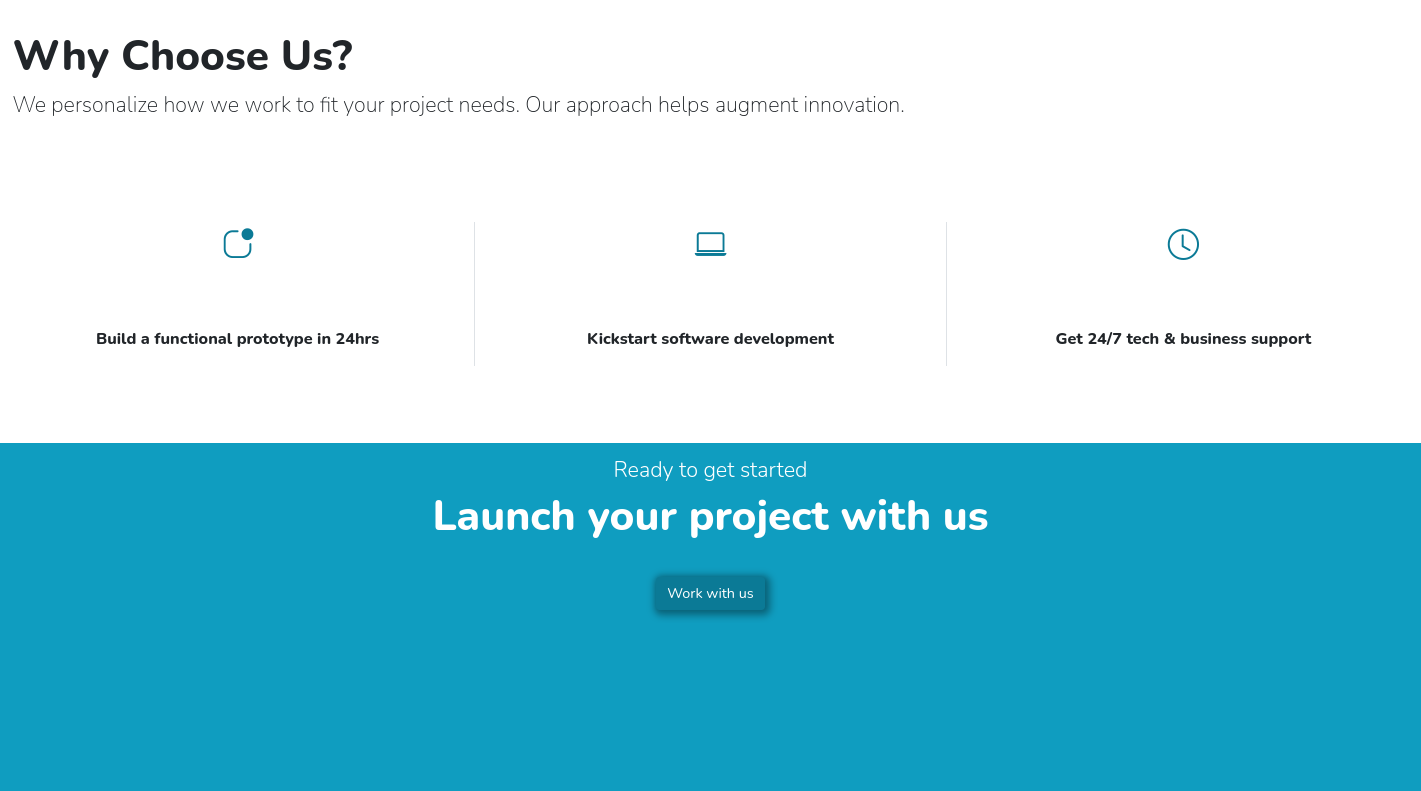 Why Choose Us?
We personalize how we work to fit your project needs. Our approach helps augment innovation.
Build a functional prototype in 24hrs
Kickstart software development
Get 24/7 tech & business support
Ready to get started
Launch your project with us
Work with us